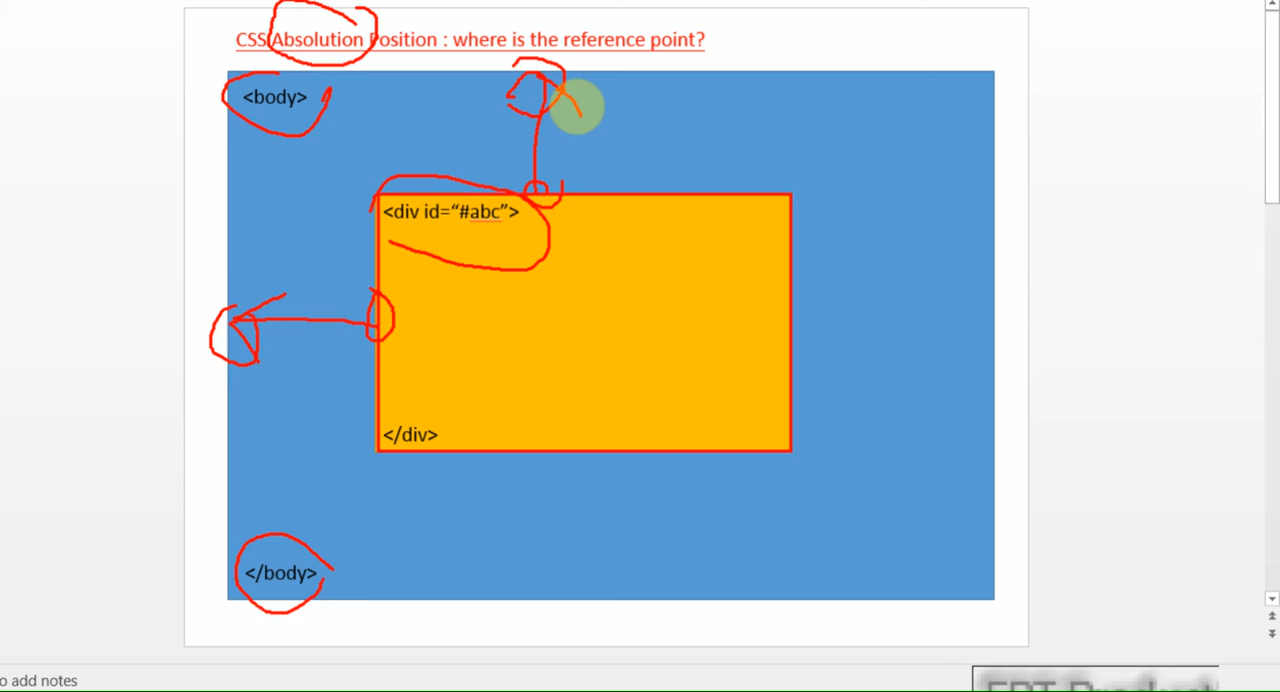 CSS Absolution Position : where is the reference point?
<body>
<div id=“#abc”>
</div>
</body>
o add notes